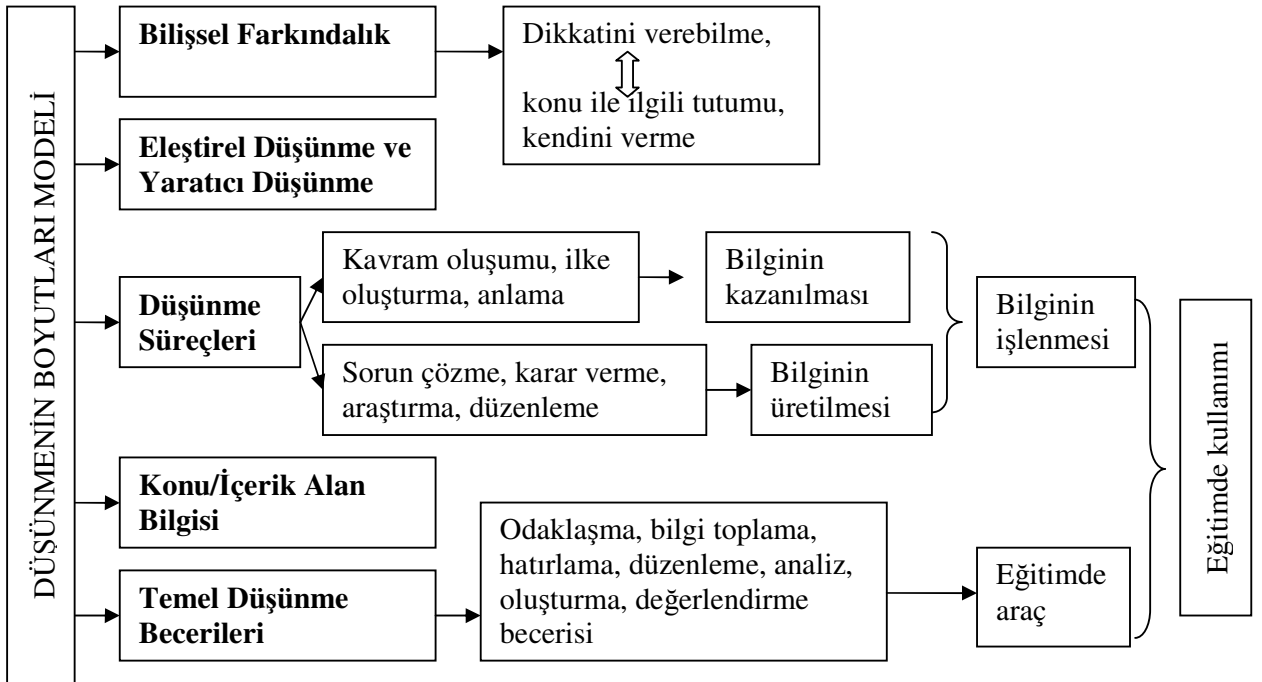 DÜŞÜNMENİN BOYUTLARI MODELİ
Bilişsel Farkındalık
Dikkatini verebilme,
konu ile ilgili tutumu,
kendini verme
Eleştirel Düşünme ve
Yaratıcı Düşünme
Düşünme
Süreçleri
Kavram oluşumu, ilke
oluşturma, anlama
Bilginin
kazanılması
Sorun çözme, karar verme,
araştırma, düzenleme
Bilginin
üretilmesi
Bilginin
işlenmesi
Konu/İçerik Alan
Bilgisi
Temel Düşünme
Becerileri
Odaklaşma, bilgi toplama,
hatırlama, düzenleme, analiz,
oluşturma, değerlendirme
becerisi
Eğitimde
araç
Eğitimde kullanımı